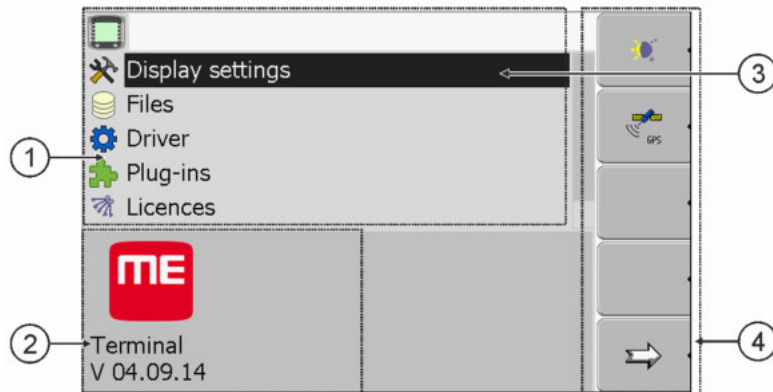 Display settings
Files
Driver
Plug-ins
Licences
ME
Terminal
V 04.09.14
GPS
1
2
3
4